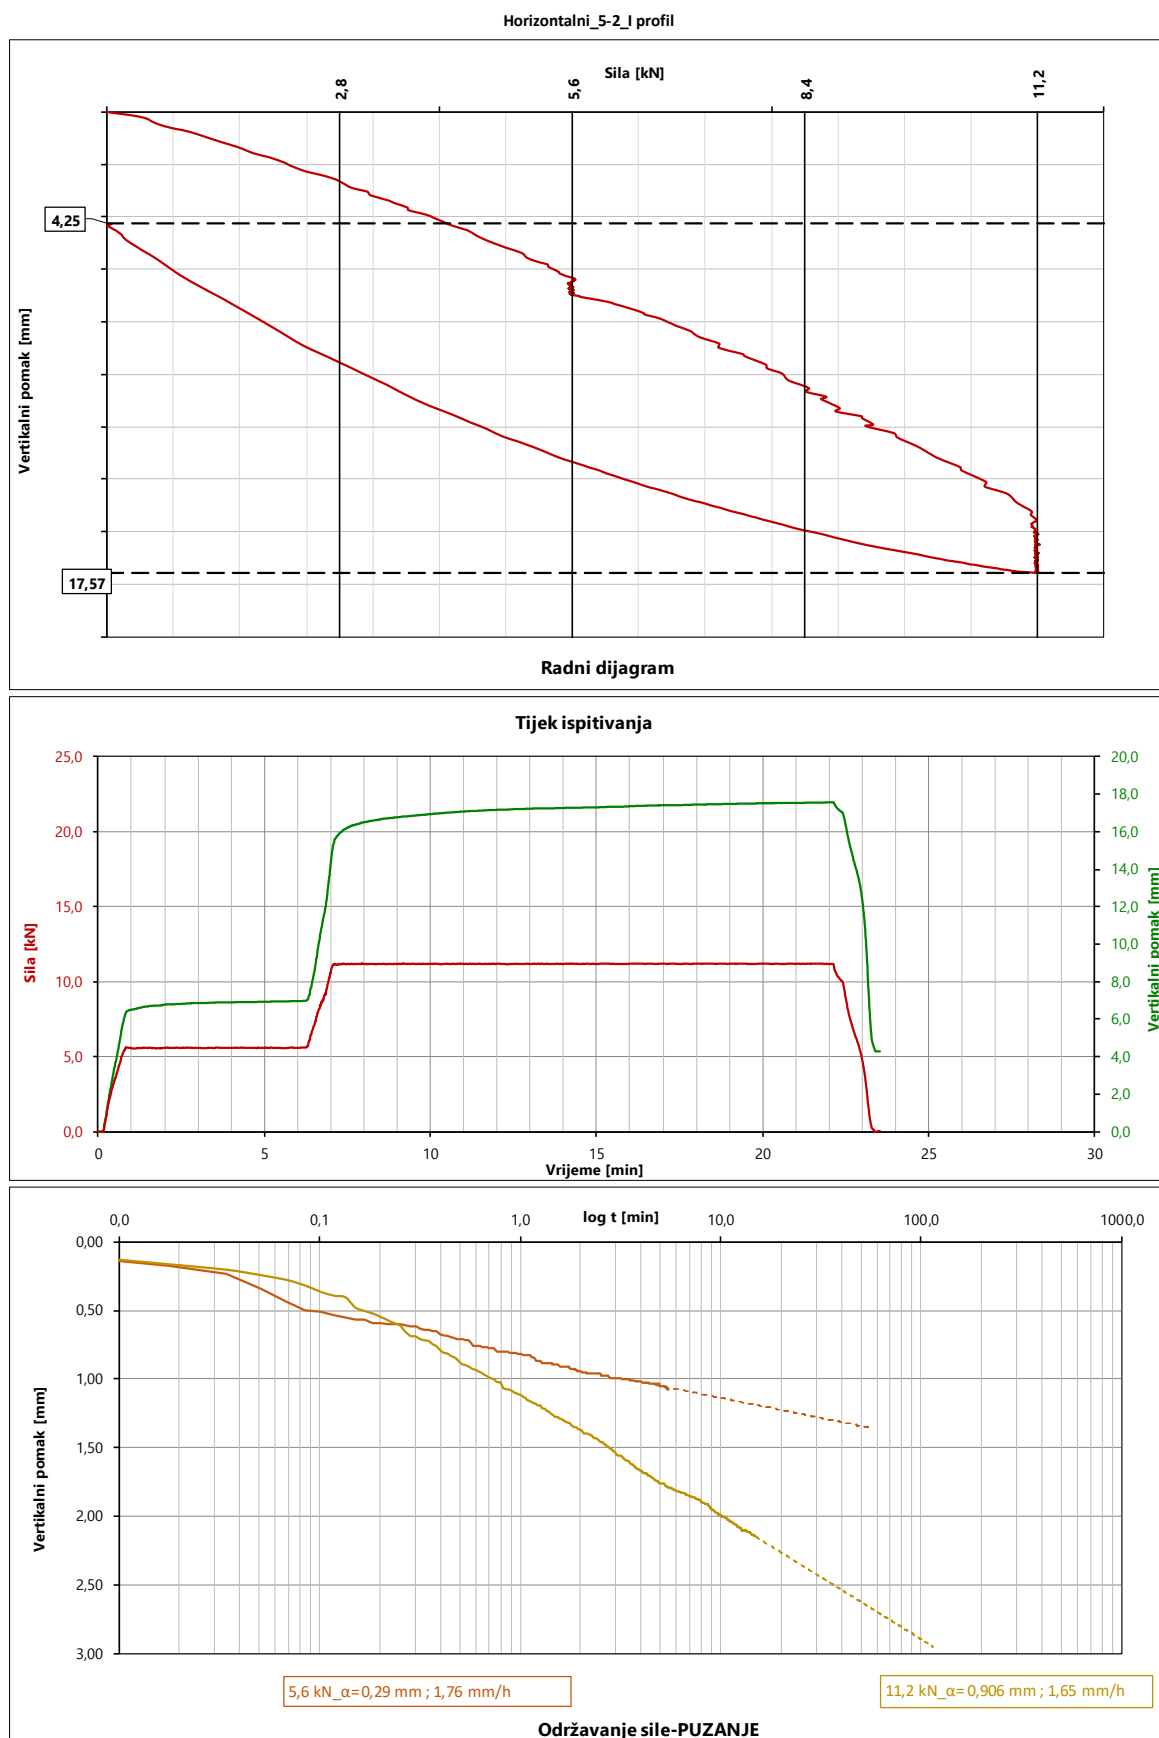 Horizontalni_5-2_I profil
Sila [kN]
2,8
5,6
8,4
11,2
4,25
17,57
Vertikalni pomak [mm]
Radni dijagram
Tijek ispitivanja
25,0
20,0
15,0
10,0
5,0
0,0
Sila [kN]
20,0
18,0
16,0
14,0
12,0
10,0
8,0
6,0
4,0
2,0
0,0
Vertikalni pomak [mm]
0 5 10 15 20 25 30
Vrijeme [min]
0,0 0,1 1,0 10,0 100,0 1000,0
log t [min]
0,00
0,50
1,00
1,50
2,00
2,50
3,00
Vertikalni pomak [mm]
5,6 kN_α=0,29 mm ; 1,76 mm/h
11,2 kN_α=0,906 mm ; 1,65 mm/h
Održavanje sile-PUZANJE